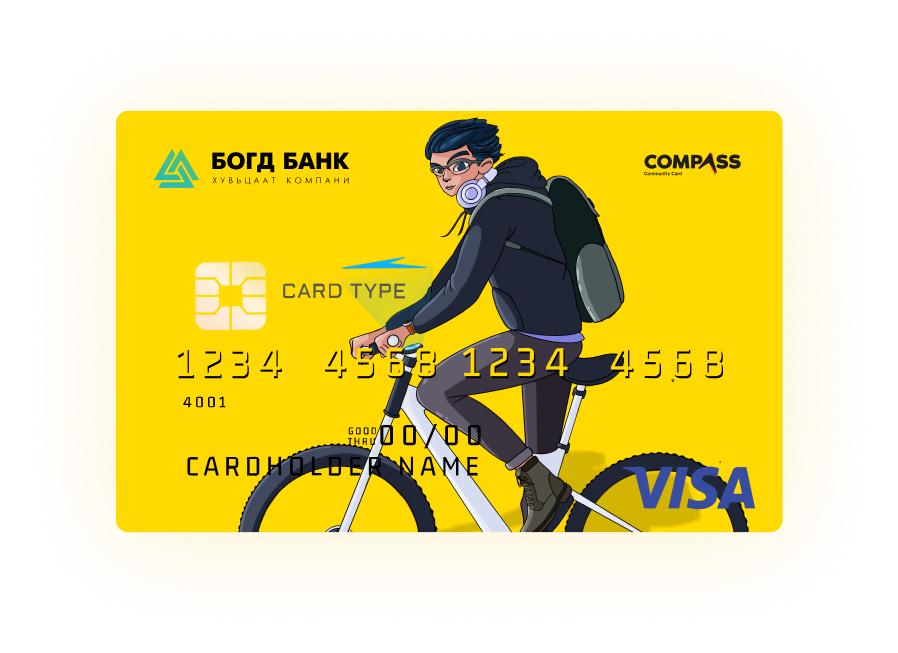 БОГД БАНК
ХУВЬЦААТ КОМПАНИ
COMPASS
Community Card
CARD TYPE
1234 4568 1234 4568
4001
GOOD THRU 00/00
CARDHOLDER NAME
VISA